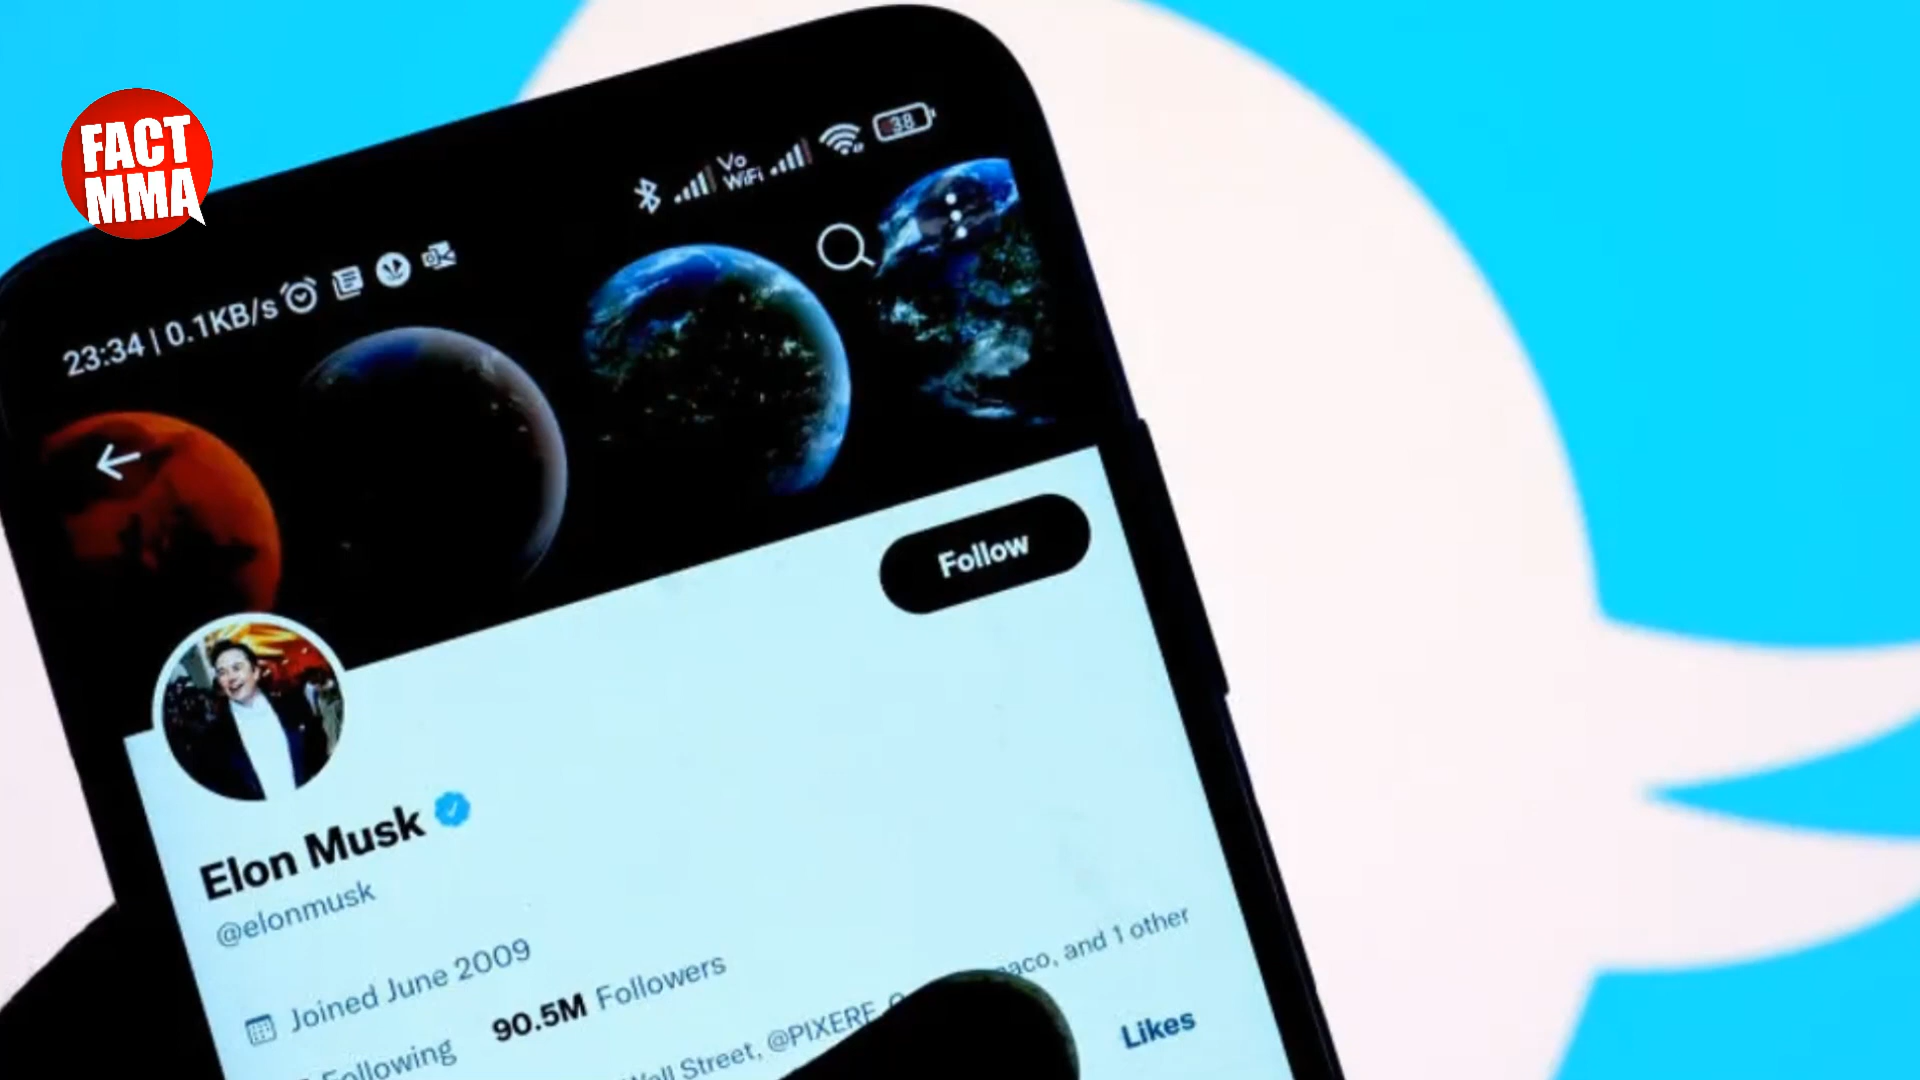 FACT
MMA
23:34 | 0.1KB/s
Vo
WiFi
38
Follow
Elon Musk
@elonmusk
Joined June 2009
Following
90.5M Followers
Street, @PIXERE
and 1 other
Likes